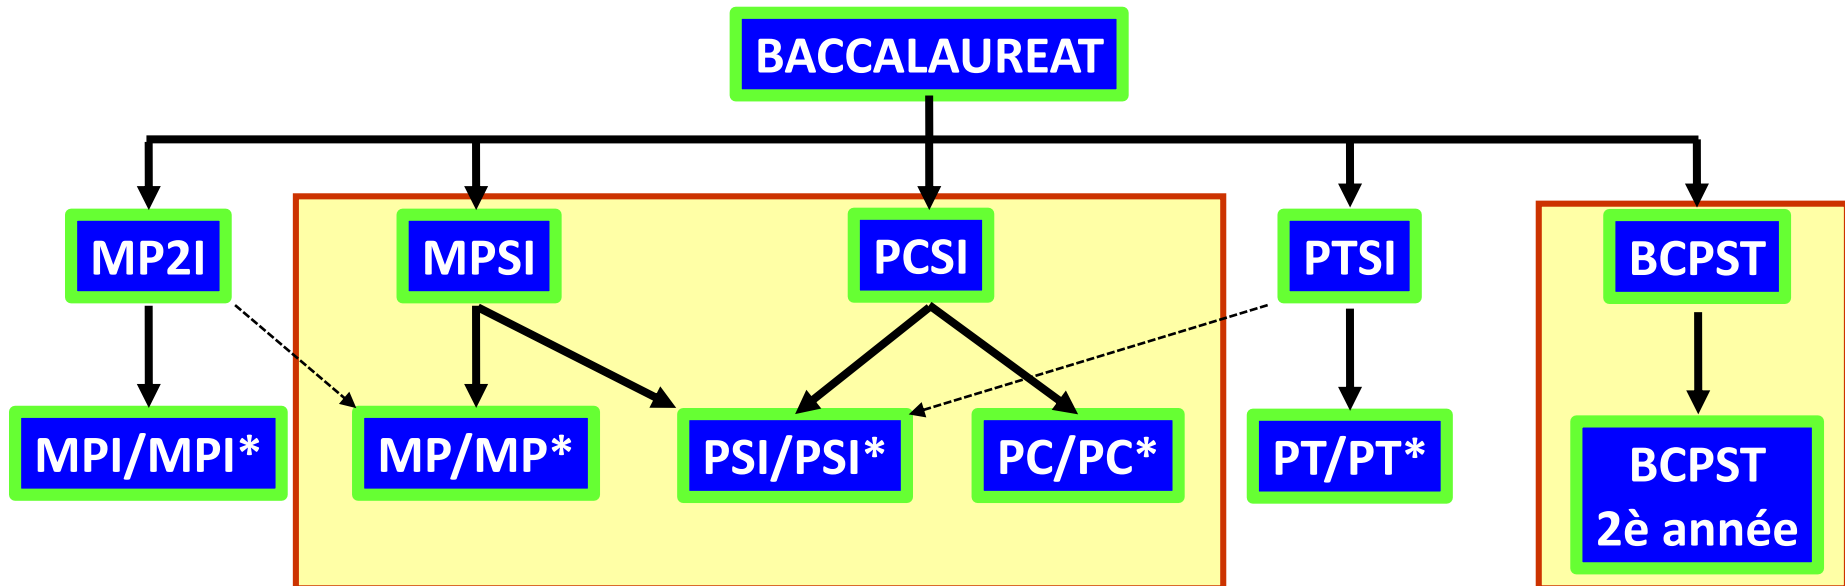 BACCALAUREAT
MP2I
MPSI
PCSI
PTSI
BCPST
MPI/MPI*
MP/MP*
PSI/PSI*
PC/PC*
PT/PT*
BCPST
2è année